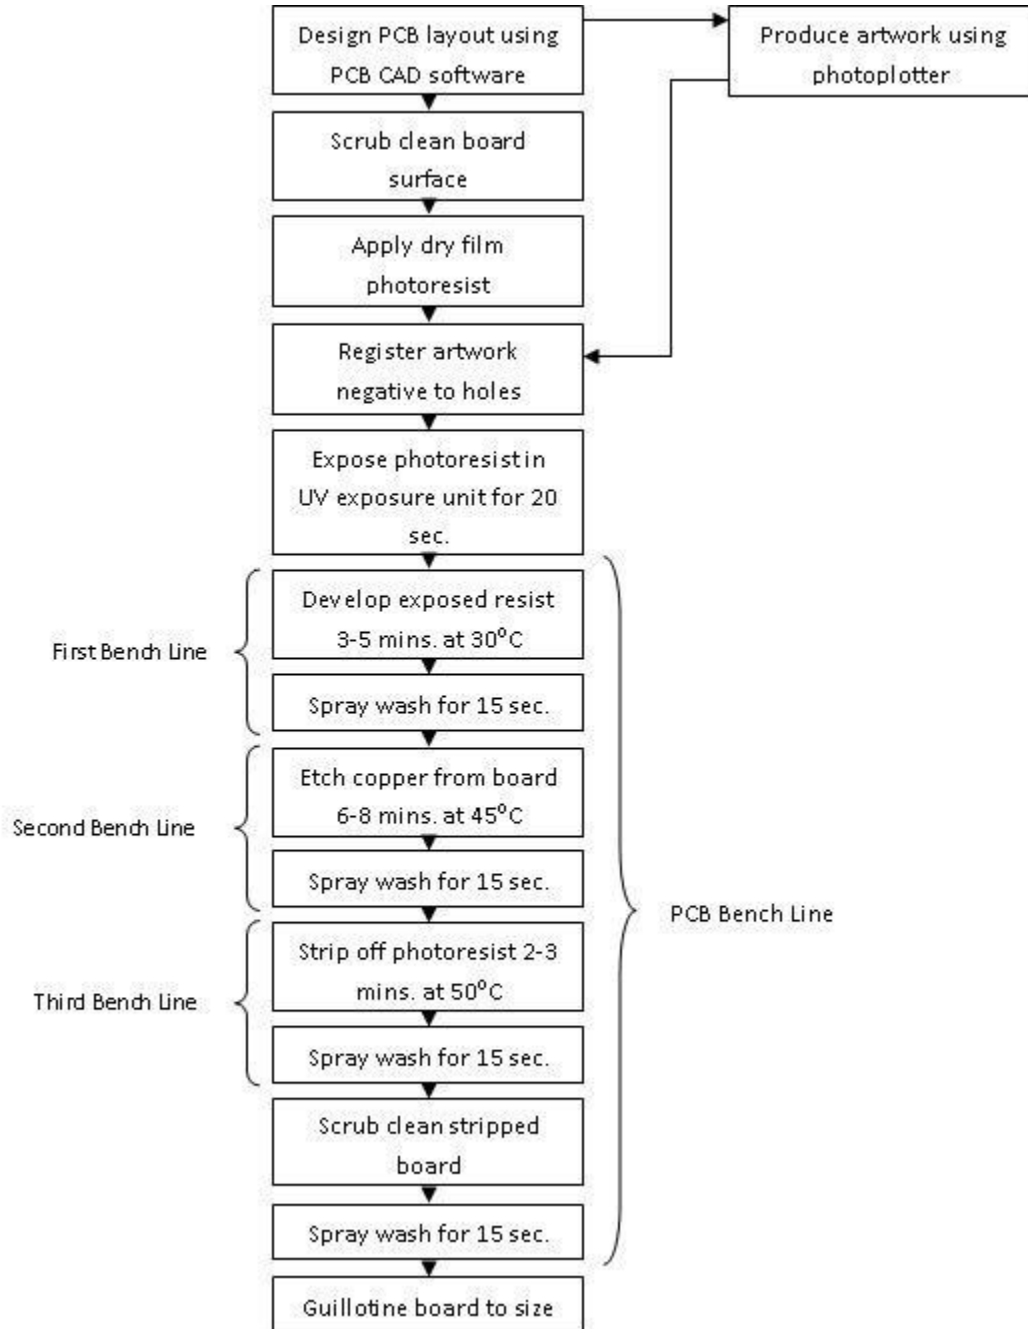 Design PCB layout using
PCB CAD software
Produce artwork using
photoplotter
Scrub clean board
surface
Apply dry film
photoresist
Register artwork
negative to holes
Expose photoresist in
UV exposure unit for 20
sec.
First Bench Line
Develop exposed resist
3-5 mins. at 30⁰C
Spray wash for 15 sec.
Second Bench Line
Etch copper from board
6-8 mins. at 45⁰C
Spray wash for 15 sec.
PCB Bench Line
Third Bench Line
Strip off photoresist 2-3
mins. at 50⁰C
Spray wash for 15 sec.
Scrub clean stripped
board
Spray wash for 15 sec.
Guillotine board to size